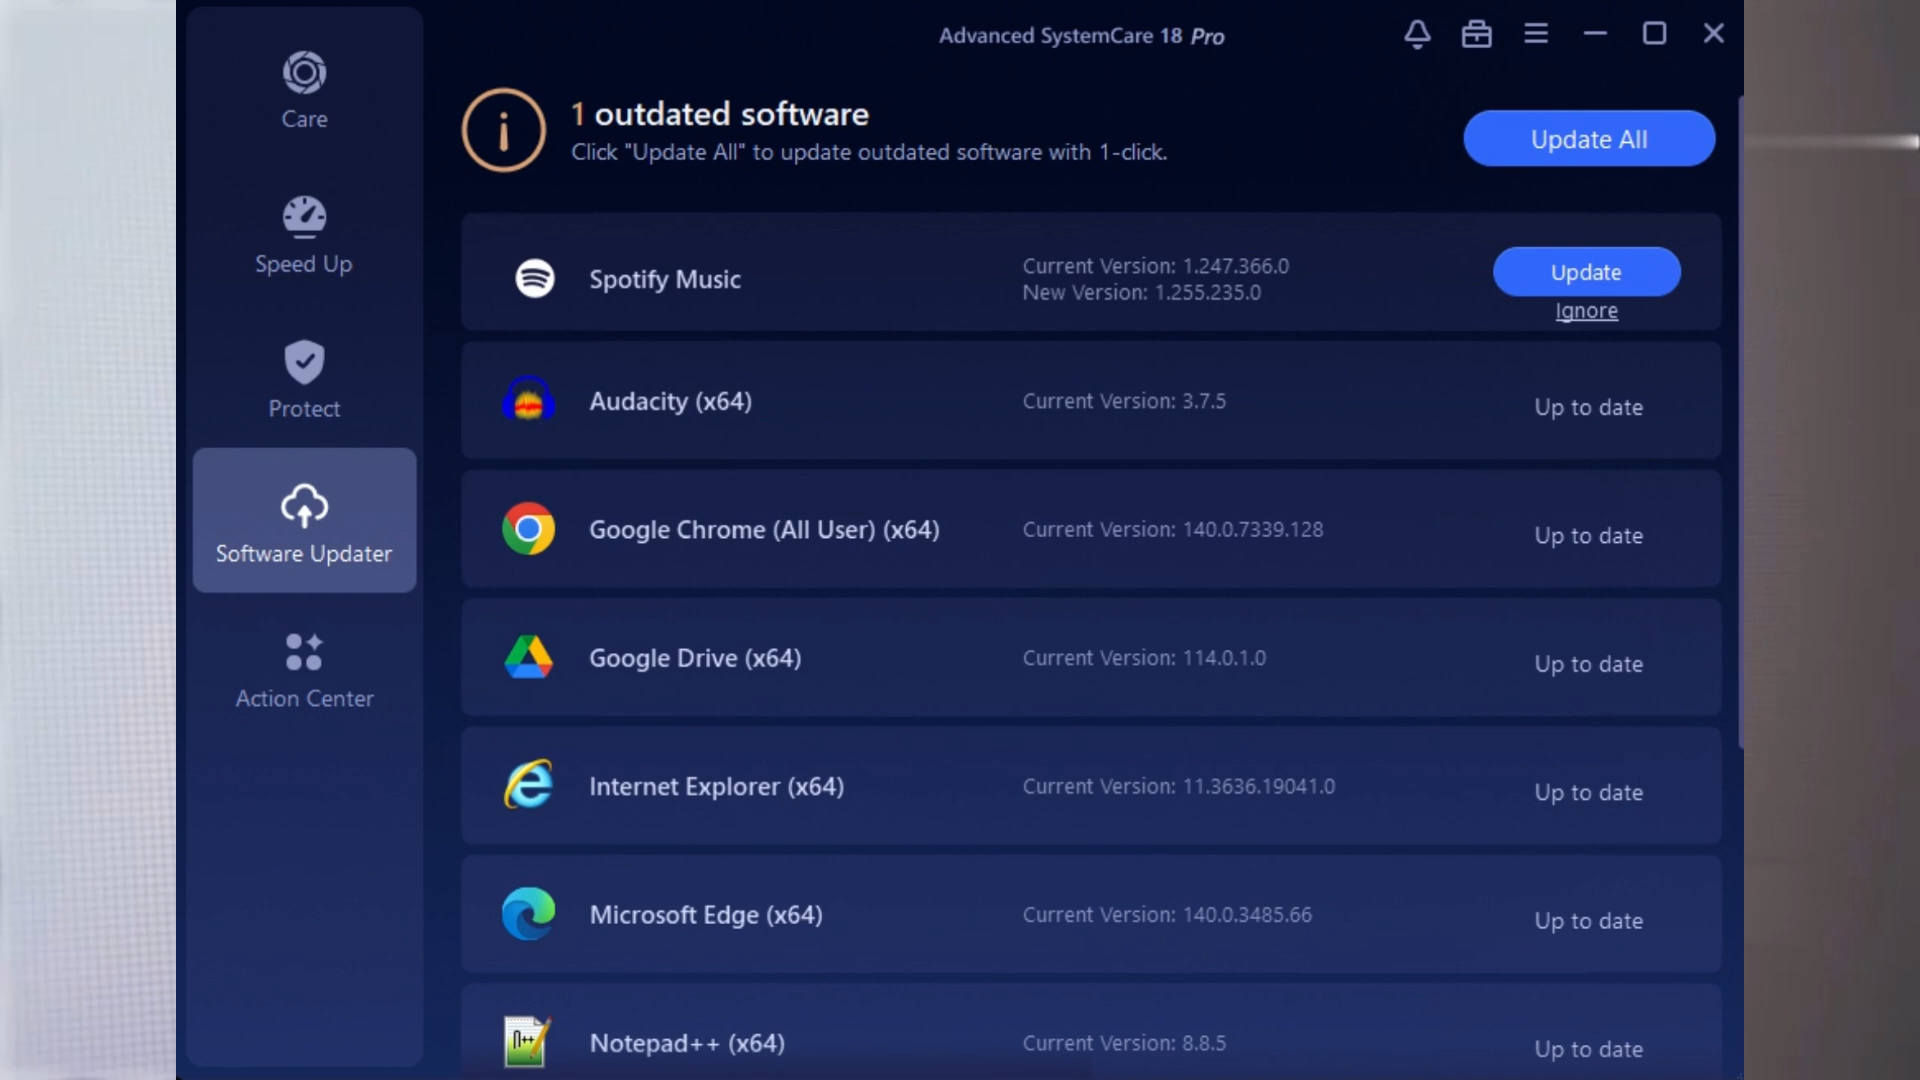 Advanced SystemCare 18 Pro
Care
Speed Up
Protect
Software Updater
Action Center
1 outdated software
Click "Update All" to update outdated software with 1-click.
Update All
Spotify Music
Current Version: 1.247.366.0
New Version: 1.255.235.0
Update
Ignore
Audacity (x64)
Current Version: 3.7.5
Up to date
Google Chrome (All User) (x64)
Current Version: 140.0.7339.128
Up to date
Google Drive (x64)
Current Version: 114.0.1.0
Up to date
Internet Explorer (x64)
Current Version: 11.3636.19041.0
Up to date
Microsoft Edge (x64)
Current Version: 140.0.3485.66
Up to date
Notepad++ (x64)
Current Version: 8.8.5
Up to date